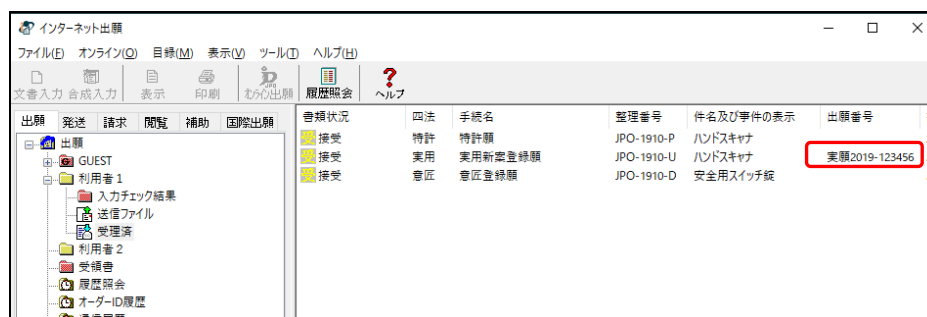 インターネット出願
ファイル(F) オンライン(O) 目録(M) 表示(V) ツール(T) ヘルプ(H)
文書入力 合成入力 表示 印刷 むらい出願 履歴照会 ヘルプ
出願 発送 請求 閲覧 補助 国際出願
書類状況 四法 手続名 整理番号 件名及び事件の表示 出願番号
受 接受 特許 特許願 JPO-1910-P ハンドスキャナ
受 接受 実用 実用新案登録願 JPO-1910-U ハンドスキャナ 実願2019-123456
受 接受 意匠 意匠登録願 JPO-1910-D 安全用スイッチ錠
出願
GUEST
利用者1
入力チェック結果
送信ファイル
受理済
利用者2
受領書
履歴照会
オーダーID履歴